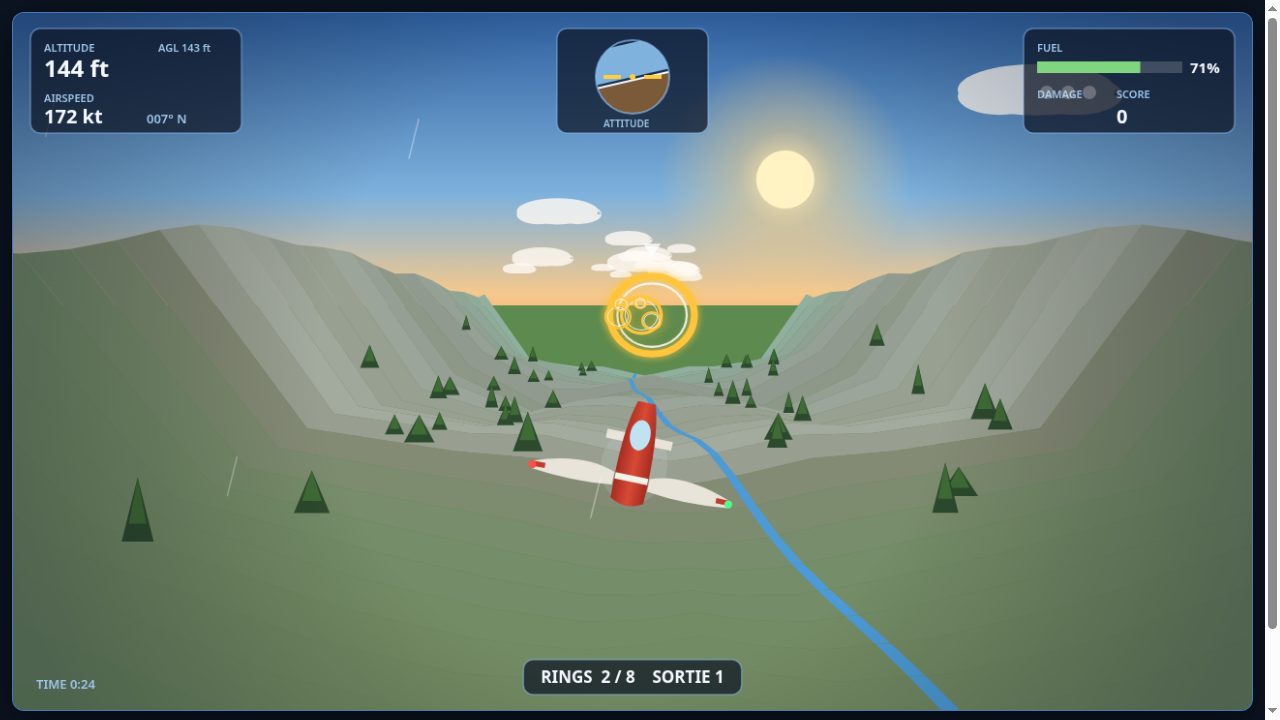 ALTITUDE AGL 143 ft
144 ft
AIRSPEED
172 kt 007° N
ATTITUDE
FUEL
71%
DAMAGE SCORE
0
TIME 0:24
RINGS 2 / 8 SORTIE 1